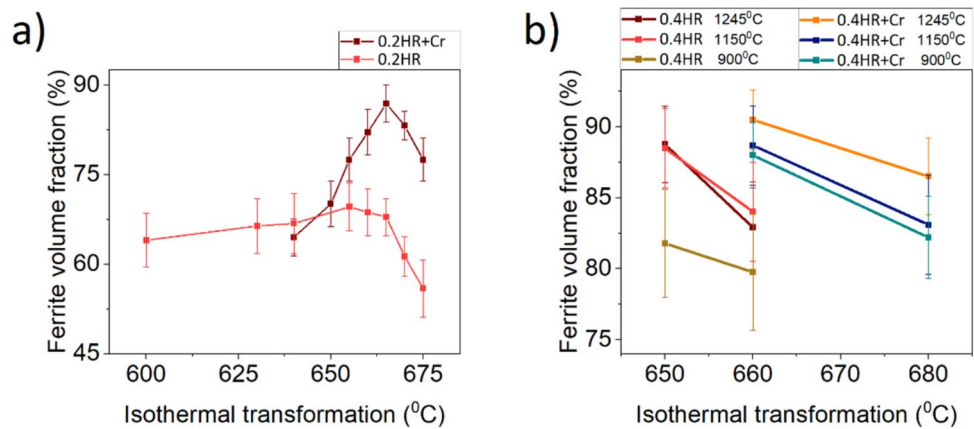 a)
0.2HR+Cr
0.2HR
Ferrite volume fraction (%)
90
75
60
45
600 625 650 675
Isothermal transformation (⁰C)
b)
0.4HR 1245⁰C 0.4HR+Cr 1245⁰C
0.4HR 1150⁰C 0.4HR+Cr 1150⁰C
0.4HR 900⁰C 0.4HR+Cr 900⁰C
Ferrite volume fraction (%)
90
85
80
75
650 660 670 680
Isothermal transformation (⁰C)